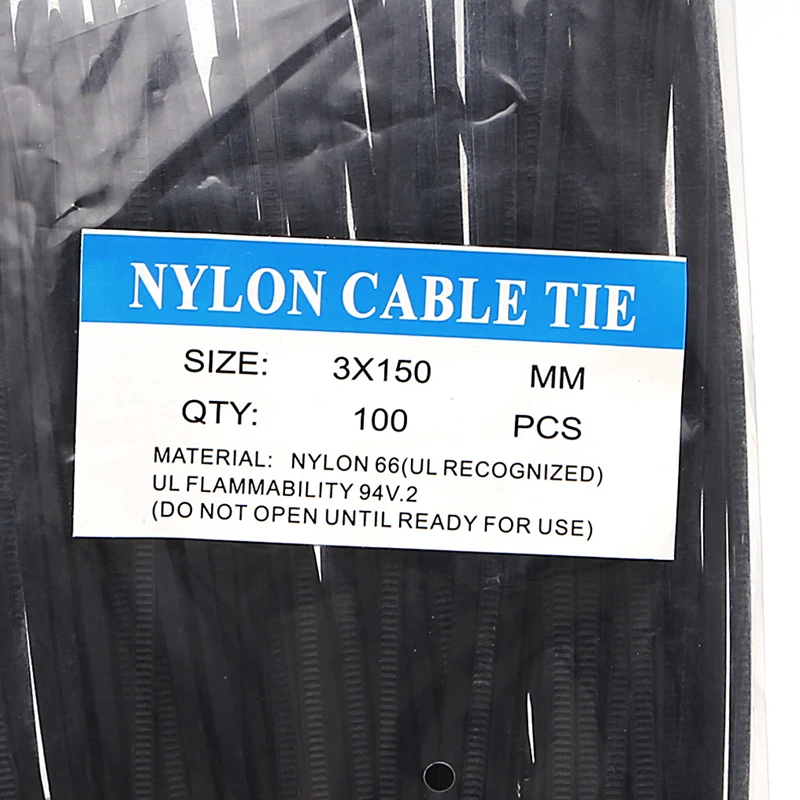 NYLON CABLE TIE
SIZE: 3X150 MM
QTY: 100 PCS
MATERIAL: NYLON 66(UL RECOGNIZED)
UL FLAMMABILITY 94V.2
(DO NOT OPEN UNTIL READY FOR USE)